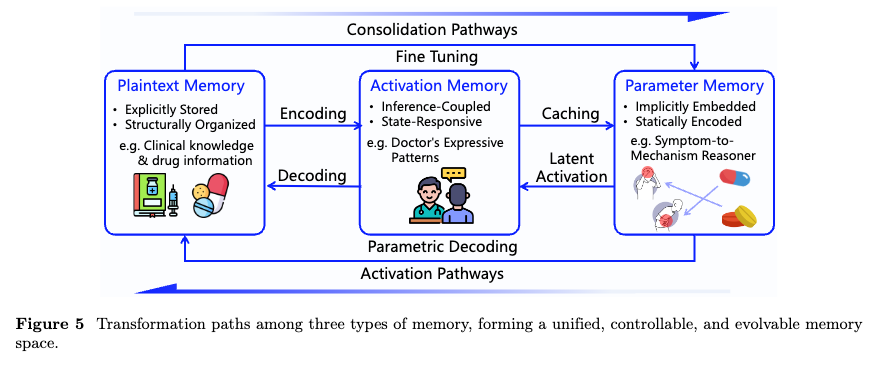 Consolidation Pathways
Fine Tuning
Plaintext Memory
• Explicitly Stored
• Structurally Organized
e.g. Clinical knowledge
& drug information
Encoding
Decoding
Activation Memory
• Inference-Coupled
• State-Responsive
e.g. Doctor's Expressive
Patterns
Caching
Latent
Activation
Parameter Memory
• Implicitly Embedded
• Statically Encoded
e.g. Symptom-to-
Mechanism Reasoner
Parametric Decoding
Activation Pathways
Figure 5 Transformation paths among three types of memory, forming a unified, controllable, and evolvable memory
space.